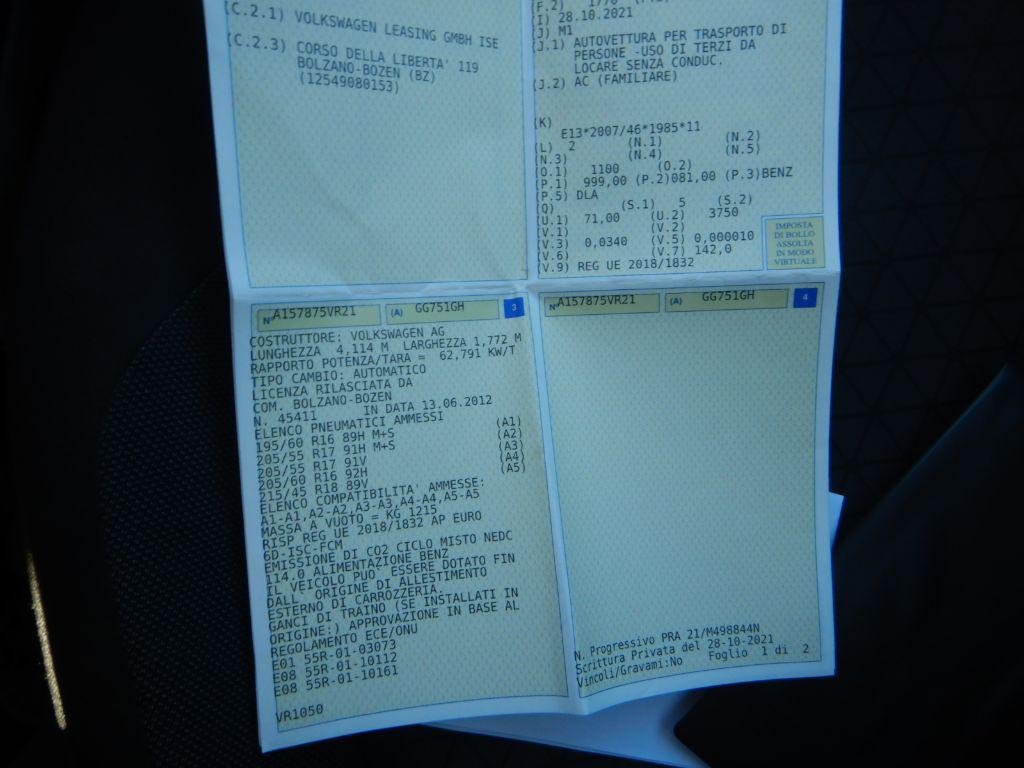 (C.2.1) VOLKSWAGEN LEASING GMBH ISE
(C.2.3) CORSO DELLA LIBERTA' 119
BOLZANO-BOZEN (BZ)
(12549080153)
(F.2) 1770
(I) 28.10.2021
(J) M1
(J.1) AUTOVETTURA PER TRASPORTO DI
PERSONE -USO DI TERZI DA
LOCARE SENZA CONDUC.
(J.2) AC (FAMILIARE)
(K)
E13*2007/46*1985*11
(L) 2 (N.1) (N.2)
(N.3) (N.4) (N.5)
(O.1) 1100 (O.2)
(P.1) 999,00 (P.2)081,00 (P.3)BENZ
(P.5) DLA
(Q) (S.1) 5 (S.2)
(U.1) 71,00 (U.2) 3750
(V.1) (V.2)
(V.3) 0,0340 (V.5) 0,000010
(V.6) (V.7) 142,0
(V.9) REG UE 2018/1832
IMPOSTA
DI BOLLO
ASSOLTA
IN MODO
VIRTUALE
N° A157875VR21 (A) GG751GH 3
COSTRUTTORE: VOLKSWAGEN AG
LUNGHEZZA 4,114 M LARGHEZZA 1,772 M
RAPPORTO POTENZA/TARA = 62,791 KW/T
TIPO CAMBIO: AUTOMATICO
LICENZA RILASCIATA DA
COM. BOLZANO-BOZEN
N. 45411 IN DATA 13.06.2012
ELENCO PNEUMATICI AMMESSI
195/60 R16 89H M+S (A1)
205/55 R17 91H M+S (A2)
205/55 R17 91V (A3)
205/60 R16 92H (A4)
215/45 R18 89V (A5)
ELENCO COMPATIBILITA' AMMESSE:
A1-A1,A2-A2,A3-A3,A4-A4,A5-A5
MASSA A VUOTO = KG 1215
RISP REG UE 2018/1832 AP EURO
6D-ISC-FCM
EMISSIONE DI CO2 CICLO MISTO NEDC
114.0 ALIMENTAZIONE BENZ
IL VEICOLO PUO' ESSERE DOTATO FIN
DALL' ORIGINE DI ALLESTIMENTO
ESTERNO DI CARROZZERIA.
GANCI DI TRAINO (SE INSTALLATI IN
ORIGINE:) APPROVAZIONE IN BASE AL
REGOLAMENTO ECE/ONU
E01 55R-01-03073
E08 55R-01-10112
E08 55R-01-10161
VR1050
N° A157875VR21 (A) GG751GH 4
N. Progressivo PRA 21/M498844N
Scrittura Privata del 28-10-2021
Vincoli/Gravami:No Foglio 1 di 2